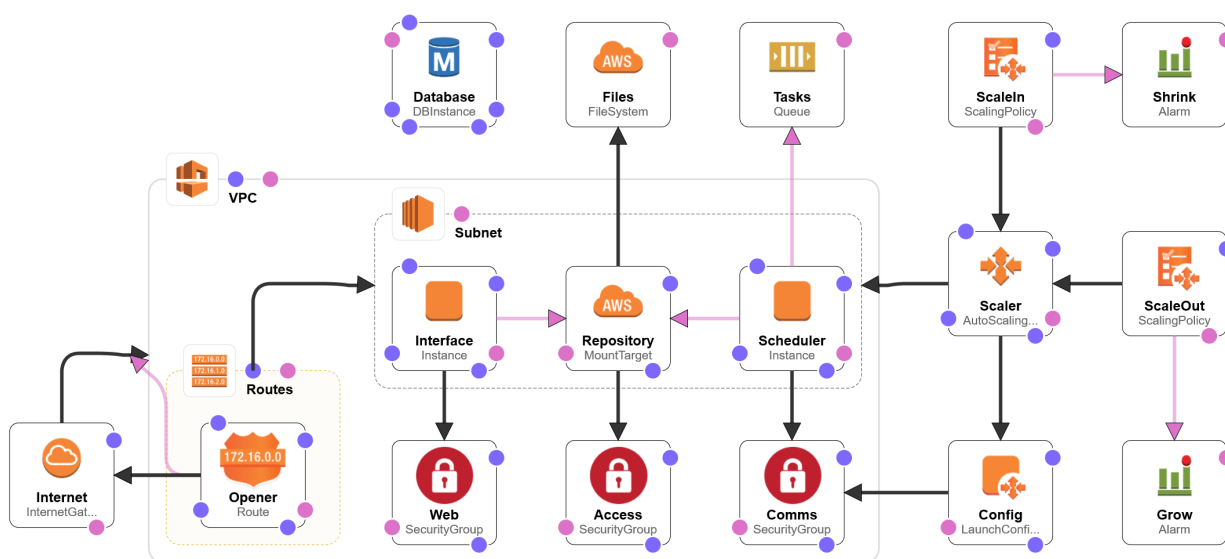 M
Database
DBInstance
AWS
Files
FileSystem
Tasks
Queue
ScaleIn
ScalingPolicy
Shrink
Alarm
VPC
Subnet
Interface
Instance
AWS
Repository
MountTarget
Scheduler
Instance
Scaler
AutoScaling...
ScaleOut
ScalingPolicy
172.16.0.0
172.16.1.0
172.16.2.0
Routes
Internet
InternetGat...
172.16.0.0
Opener
Route
Web
SecurityGroup
Access
SecurityGroup
Comms
SecurityGroup
Config
LaunchConfi...
Grow
Alarm